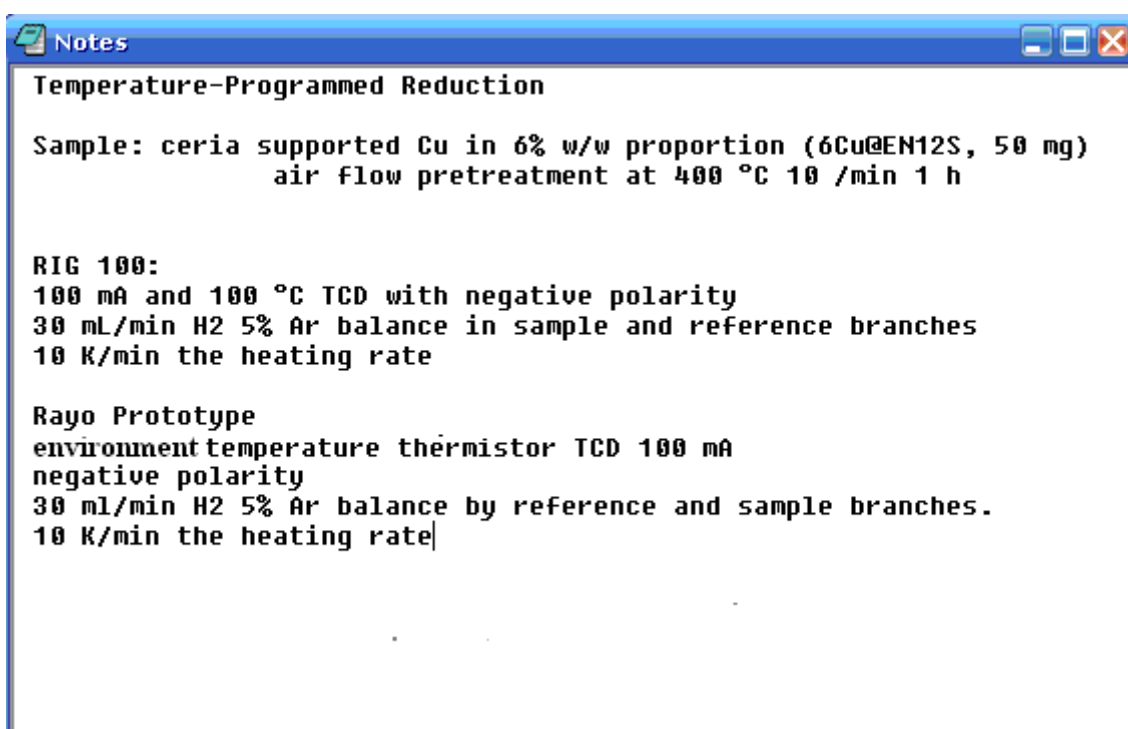 Notes
Temperature-Programmed Reduction
Sample: ceria supported Cu in 6% w/w proportion (6Cu@EN12S, 50 mg)
air flow pretreatment at 400 °C 10 /min 1 h
RIG 100:
100 mA and 100 °C TCD with negative polarity
30 mL/min H2 5% Ar balance in sample and reference branches
10 K/min the heating rate
Rayo Prototype
environment temperature thermistor TCD 100 mA
negative polarity
30 ml/min H2 5% Ar balance by reference and sample branches.
10 K/min the heating rate